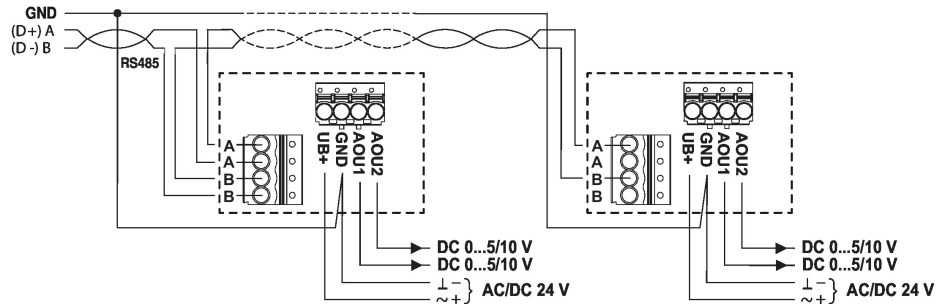 GND
(D+) A
(D -) B
RS485
A
A
B
B
UB+
GND
AOU1
AOU2
DC 0...5/10 V
DC 0...5/10 V
⊥ −
~ +
AC/DC 24 V
A
A
B
B
UB+
GND
AOU1
AOU2
DC 0...5/10 V
DC 0...5/10 V
⊥ −
~ +
AC/DC 24 V